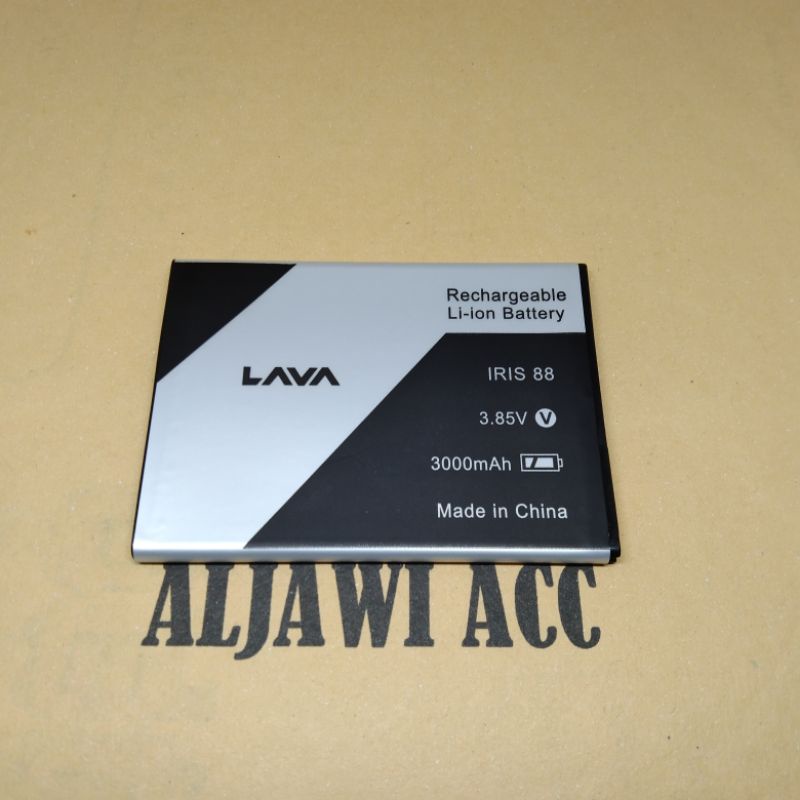 Rechargeable
Li-ion Battery
LAVA
IRIS 88
3.85V V
3000mAh
Made in China
ALJAWI ACC